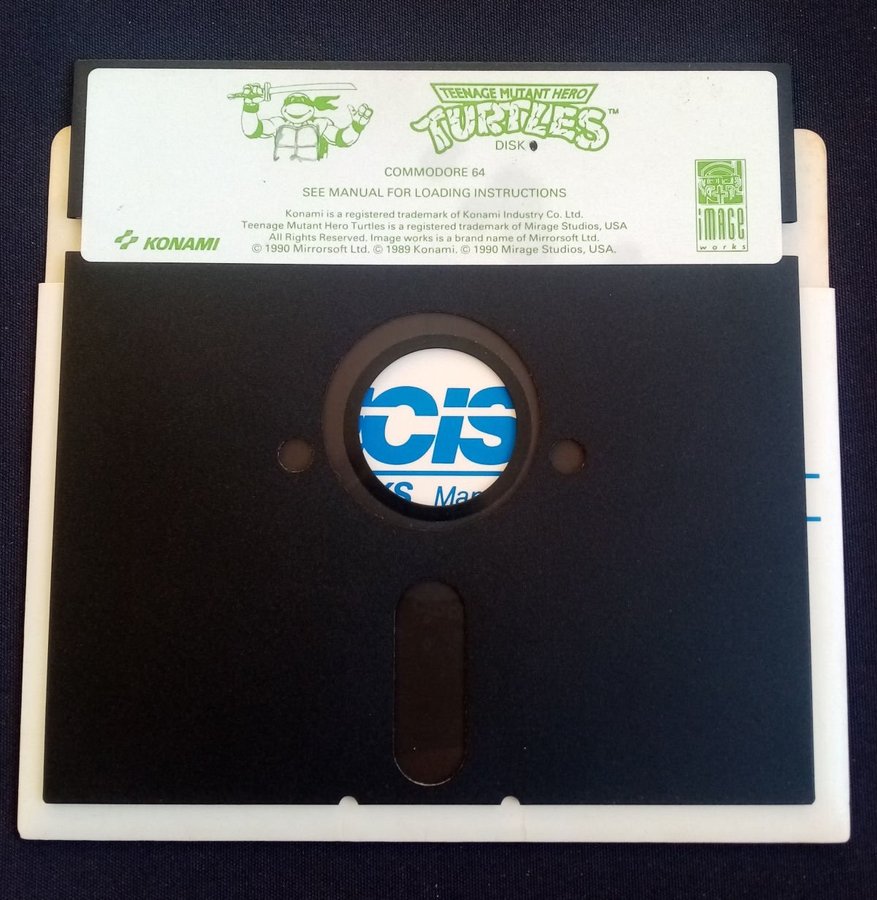 TEENAGE MUTANT HERO
TURTLES™
DISK
COMMODORE 64
SEE MANUAL FOR LOADING INSTRUCTIONS
Konami is a registered trademark of Konami Industry Co. Ltd.
Teenage Mutant Hero Turtles is a registered trademark of Mirage Studios, USA
All Rights Reserved. Image works is a brand name of Mirrorsoft Ltd.
© 1990 Mirrorsoft Ltd. © 1989 Konami. © 1990 Mirage Studios, USA.
KONAMI
iMAGE
works